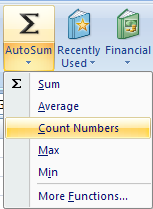 Σ
AutoSum Recently Used Financial
Σ Sum
Average
Count Numbers
Max
Min
More Functions...